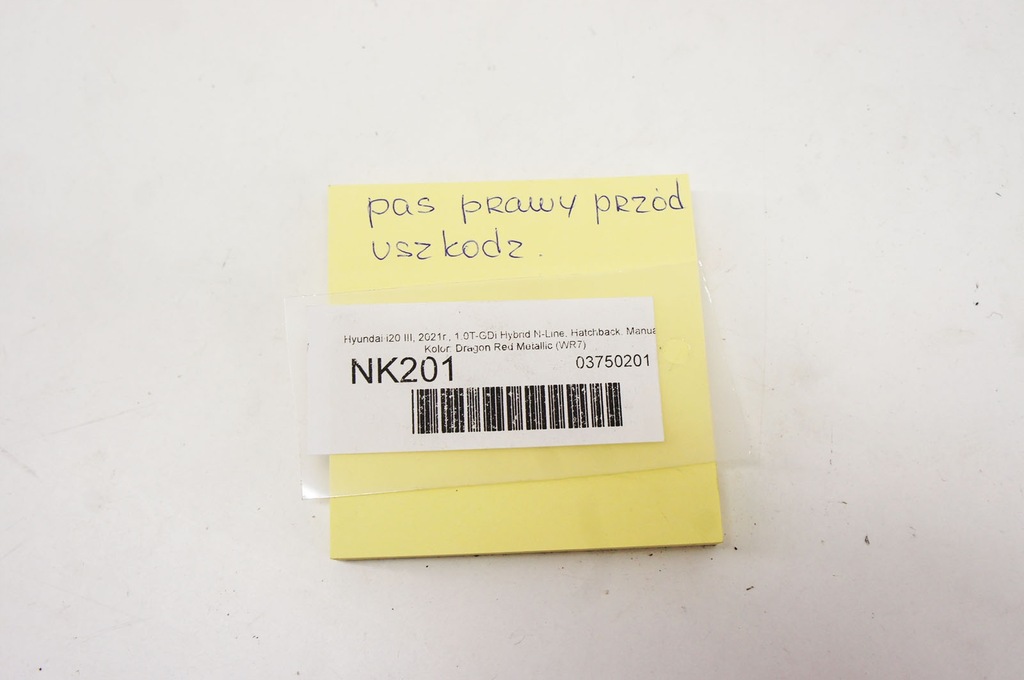 pas prawy przód
uszkodz.
Hyundai i20 III, 2021r., 1.0T-GDi Hybrid N-Line, Hatchback, Manua
Kolor: Dragon Red Metallic (WR7)
NK201 03750201